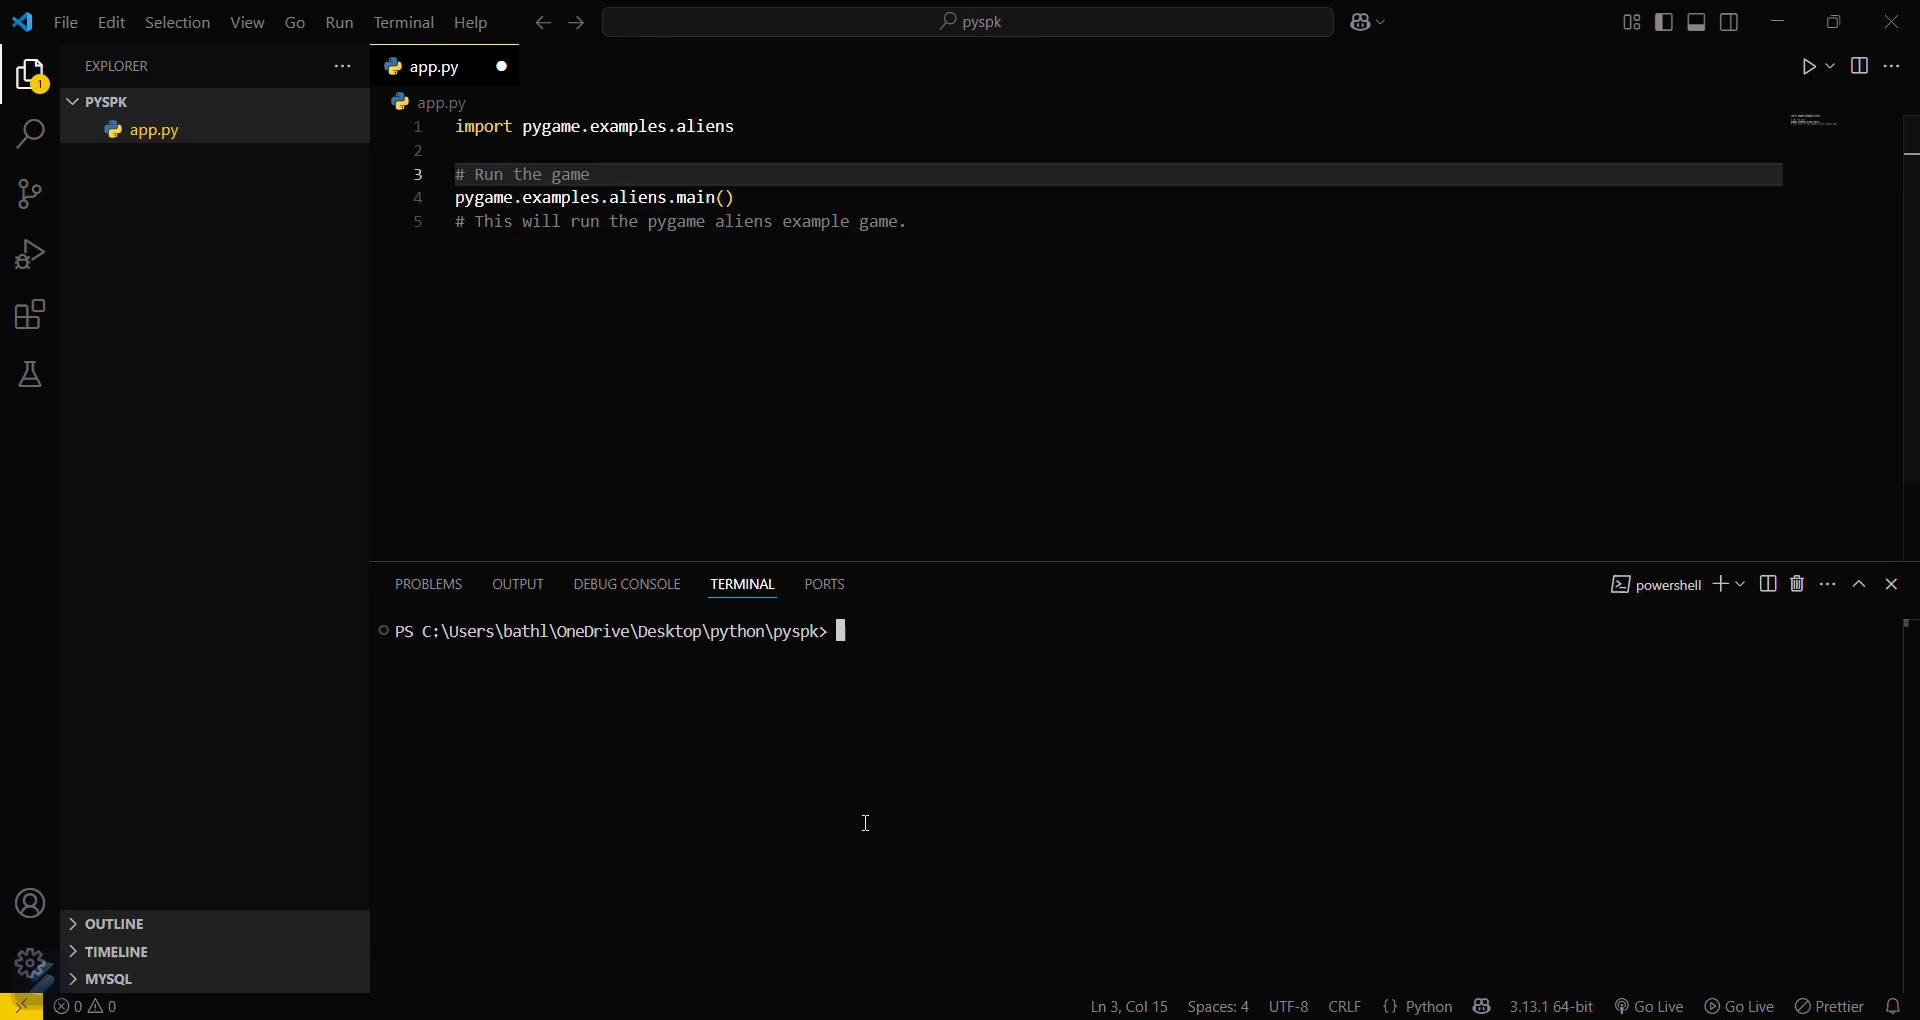 File Edit Selection View Go Run Terminal Help
pyspk
1
EXPLORER
PYSPK
app.py
app.py
app.py
1 import pygame.examples.aliens
2
3 # Run the game
4 pygame.examples.aliens.main()
5 # This will run the pygame aliens example game.
PROBLEMS OUTPUT DEBUG CONSOLE TERMINAL PORTS
powershell
PS C:\Users\bathl\OneDrive\Desktop\python\pyspk>
OUTLINE
TIMELINE
MYSQL
0 0
Ln 3, Col 15 Spaces: 4 UTF-8 CRLF {} Python 3.13.1 64-bit Go Live Go Live Prettier